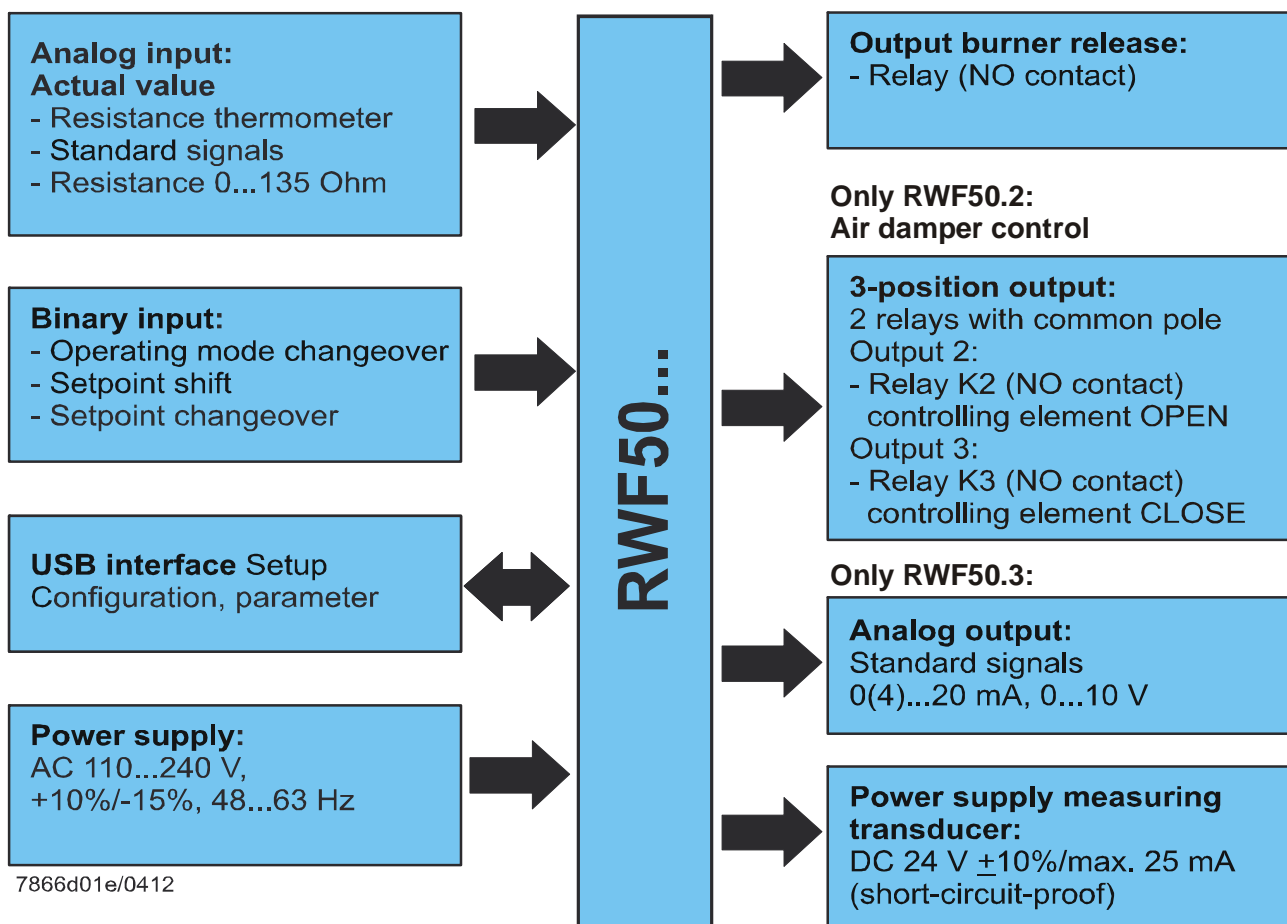 Analog input:
Actual value
- Resistance thermometer
- Standard signals
- Resistance 0...135 Ohm
Binary input:
- Operating mode changeover
- Setpoint shift
- Setpoint changeover
USB interface Setup
Configuration, parameter
Power supply:
AC 110...240 V,
+10%/-15%, 48...63 Hz
7866d01e/0412
RWF50...
Output burner release:
- Relay (NO contact)
Only RWF50.2:
Air damper control
3-position output:
2 relays with common pole
Output 2:
- Relay K2 (NO contact)
controlling element OPEN
Output 3:
- Relay K3 (NO contact)
controlling element CLOSE
Only RWF50.3:
Analog output:
Standard signals
0(4)...20 mA, 0...10 V
Power supply measuring
transducer:
DC 24 V ±10%/max. 25 mA
(short-circuit-proof)